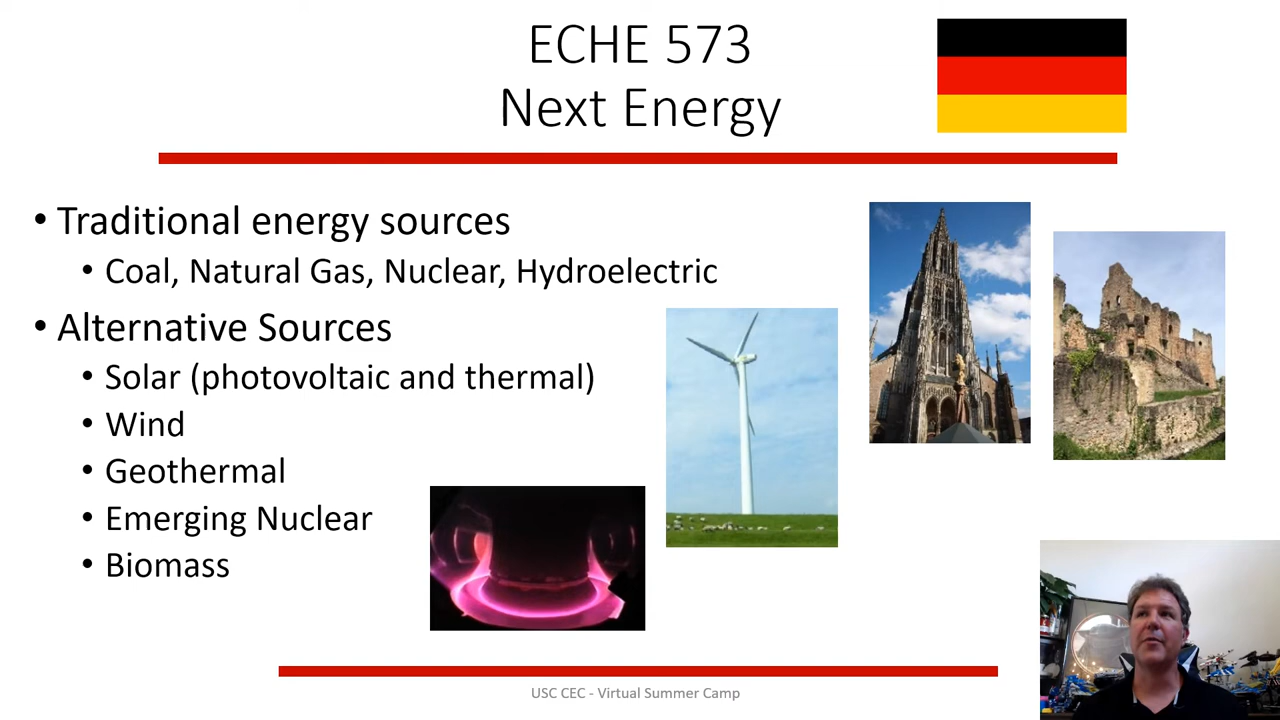 ECHE 573
Next Energy
• Traditional energy sources
• Coal, Natural Gas, Nuclear, Hydroelectric
• Alternative Sources
• Solar (photovoltaic and thermal)
• Wind
• Geothermal
• Emerging Nuclear
• Biomass
USC CEC - Virtual Summer Camp